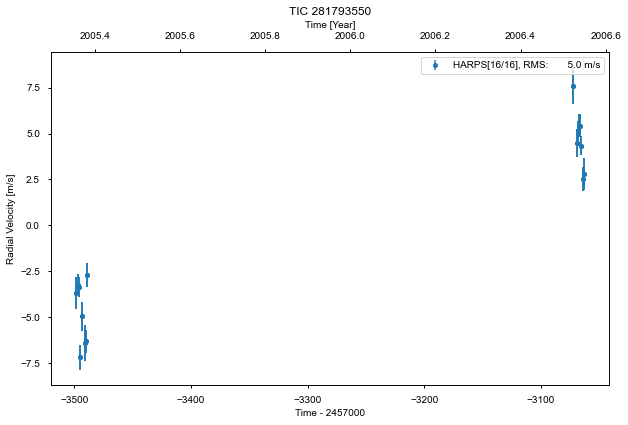 TIC 281793550
Time [Year]
2005.4 2005.6 2005.8 2006.0 2006.2 2006.4 2006.6
HARPS[16/16], RMS: 5.0 m/s
Radial Velocity [m/s]
7.5
5.0
2.5
0.0
−2.5
−5.0
−7.5
−3500 −3400 −3300 −3200 −3100
Time - 2457000